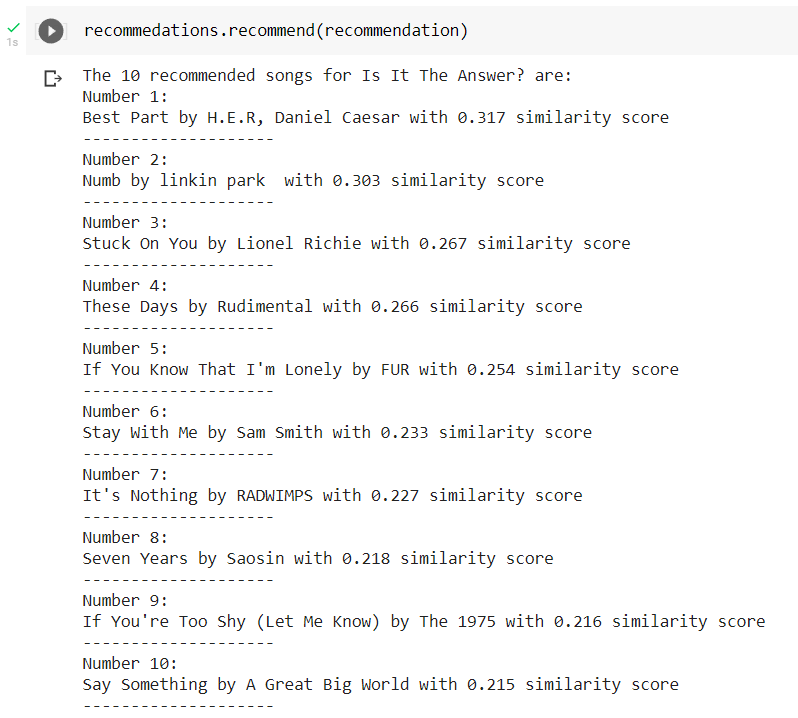 1s
recommedations.recommend(recommendation)
The 10 recommended songs for Is It The Answer? are:
Number 1:
Best Part by H.E.R, Daniel Caesar with 0.317 similarity score
--------------------
Number 2:
Numb by linkin park  with 0.303 similarity score
--------------------
Number 3:
Stuck On You by Lionel Richie with 0.267 similarity score
--------------------
Number 4:
These Days by Rudimental with 0.266 similarity score
--------------------
Number 5:
If You Know That I'm Lonely by FUR with 0.254 similarity score
--------------------
Number 6:
Stay With Me by Sam Smith with 0.233 similarity score
--------------------
Number 7:
It's Nothing by RADWIMPS with 0.227 similarity score
--------------------
Number 8:
Seven Years by Saosin with 0.218 similarity score
--------------------
Number 9:
If You're Too Shy (Let Me Know) by The 1975 with 0.216 similarity score
--------------------
Number 10:
Say Something by A Great Big World with 0.215 similarity score
--------------------